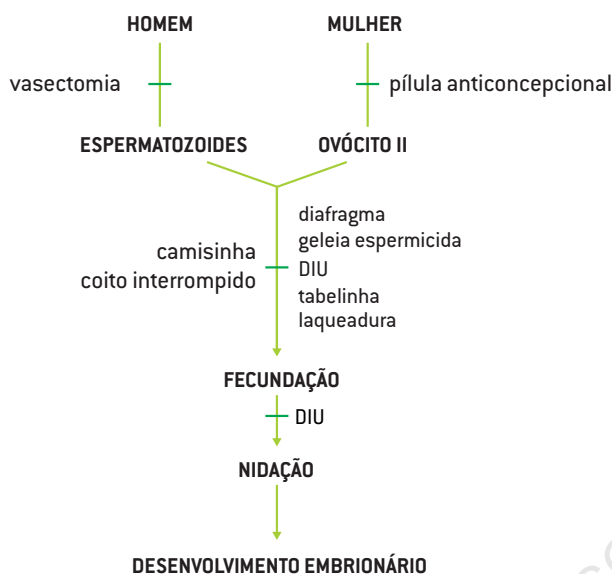 HOMEM
MULHER
vasectomia
pílula anticoncepcional
ESPERMATOZOIDES
OVÓCITO II
camisinha
coito interrompido
diafragma
geleia espermicida
DIU
tabelinha
laqueadura
FECUNDAÇÃO
DIU
NIDAÇÃO
DESENVOLVIMENTO EMBRIONÁRIO